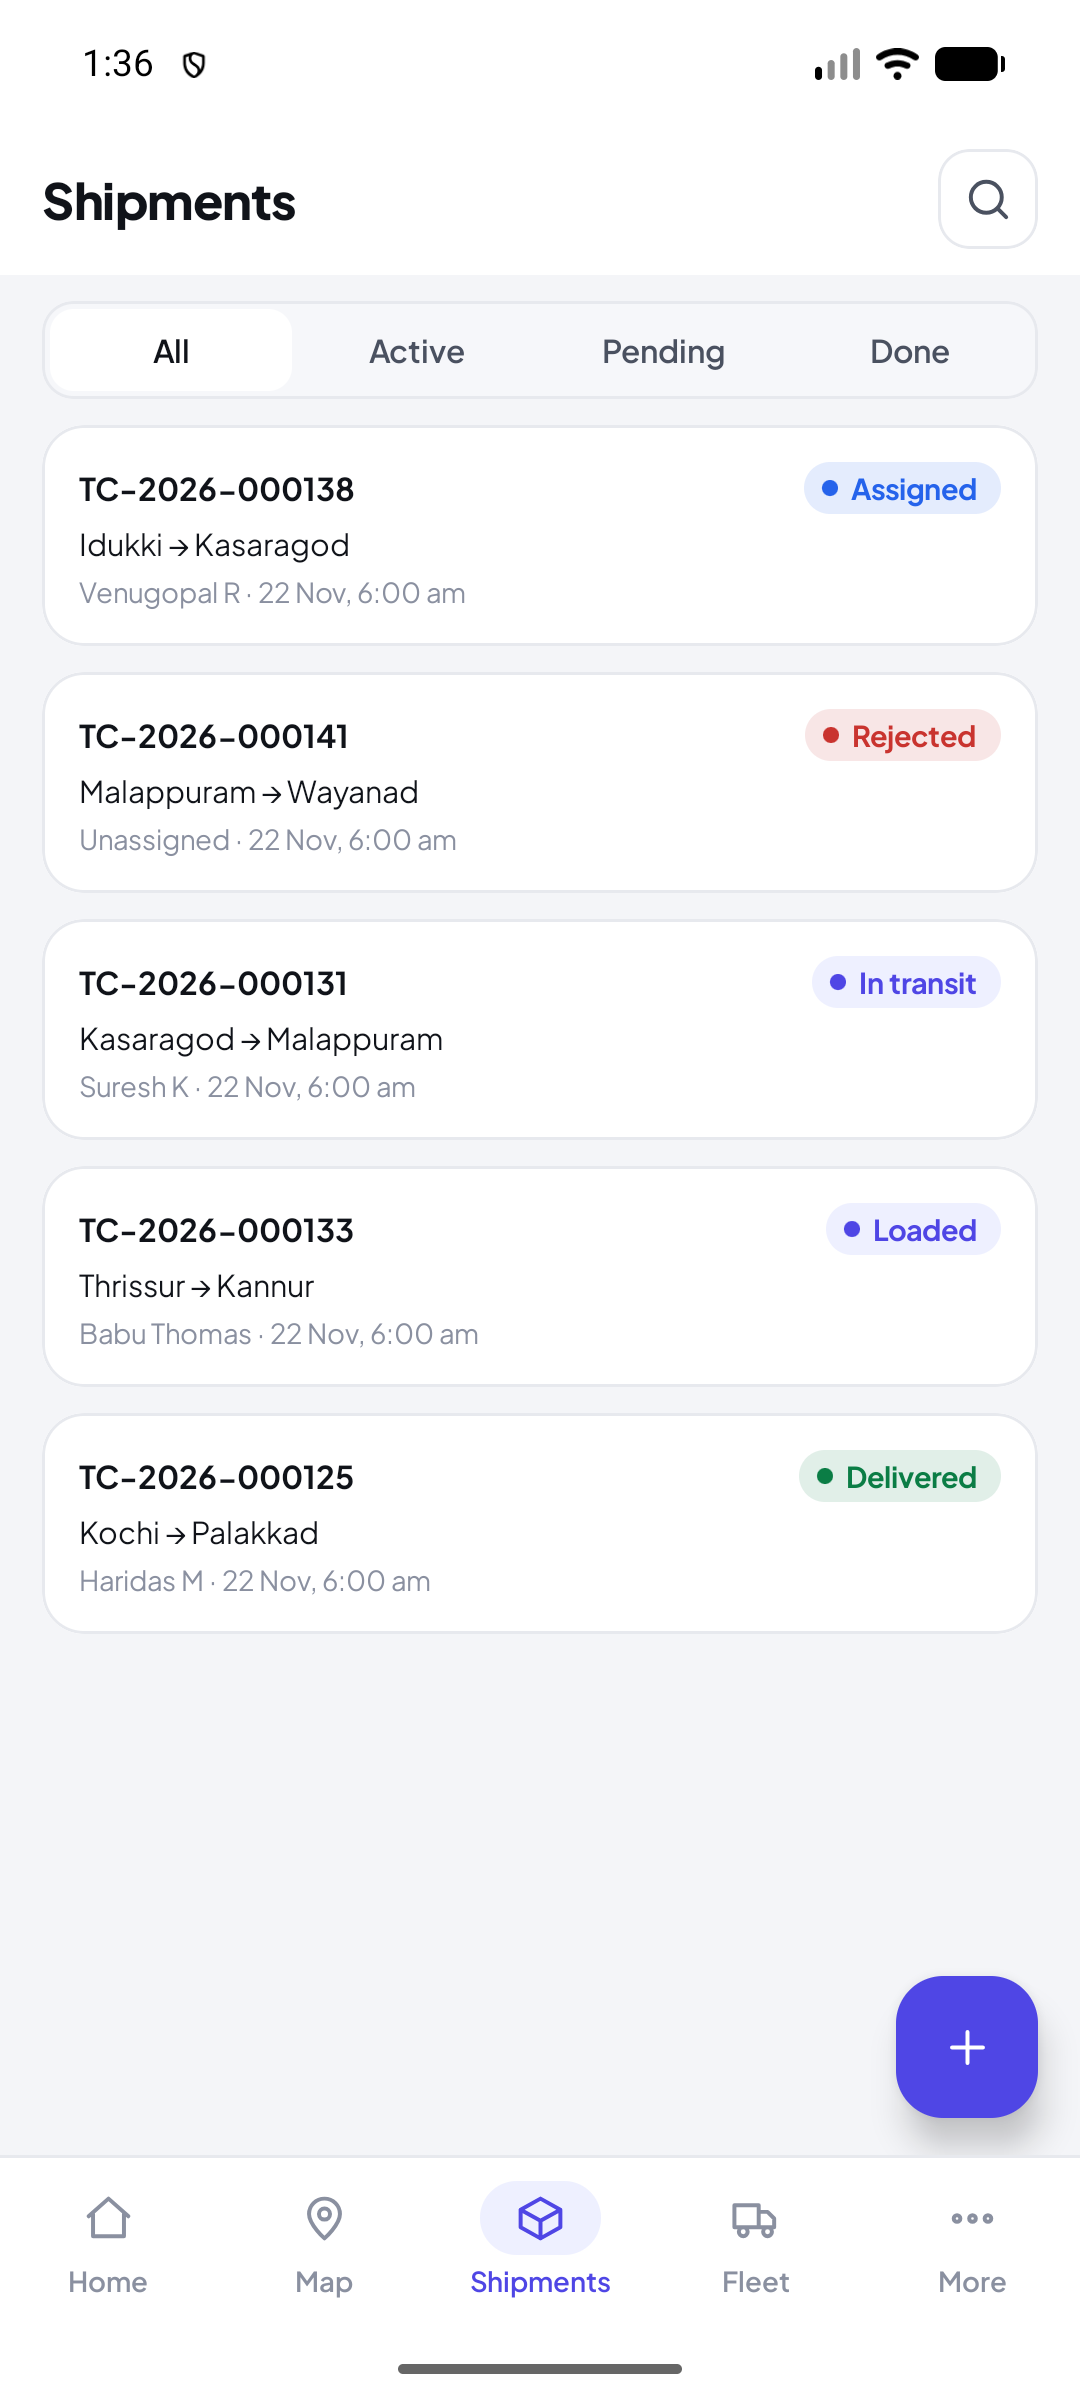 1:36
Shipments
All Active Pending Done
TC-2026-000138 Assigned
Idukki → Kasaragod
Venugopal R · 22 Nov, 6:00 am
TC-2026-000141 Rejected
Malappuram → Wayanad
Unassigned · 22 Nov, 6:00 am
TC-2026-000131 In transit
Kasaragod → Malappuram
Suresh K · 22 Nov, 6:00 am
TC-2026-000133 Loaded
Thrissur → Kannur
Babu Thomas · 22 Nov, 6:00 am
TC-2026-000125 Delivered
Kochi → Palakkad
Haridas M · 22 Nov, 6:00 am
Home Map Shipments Fleet More